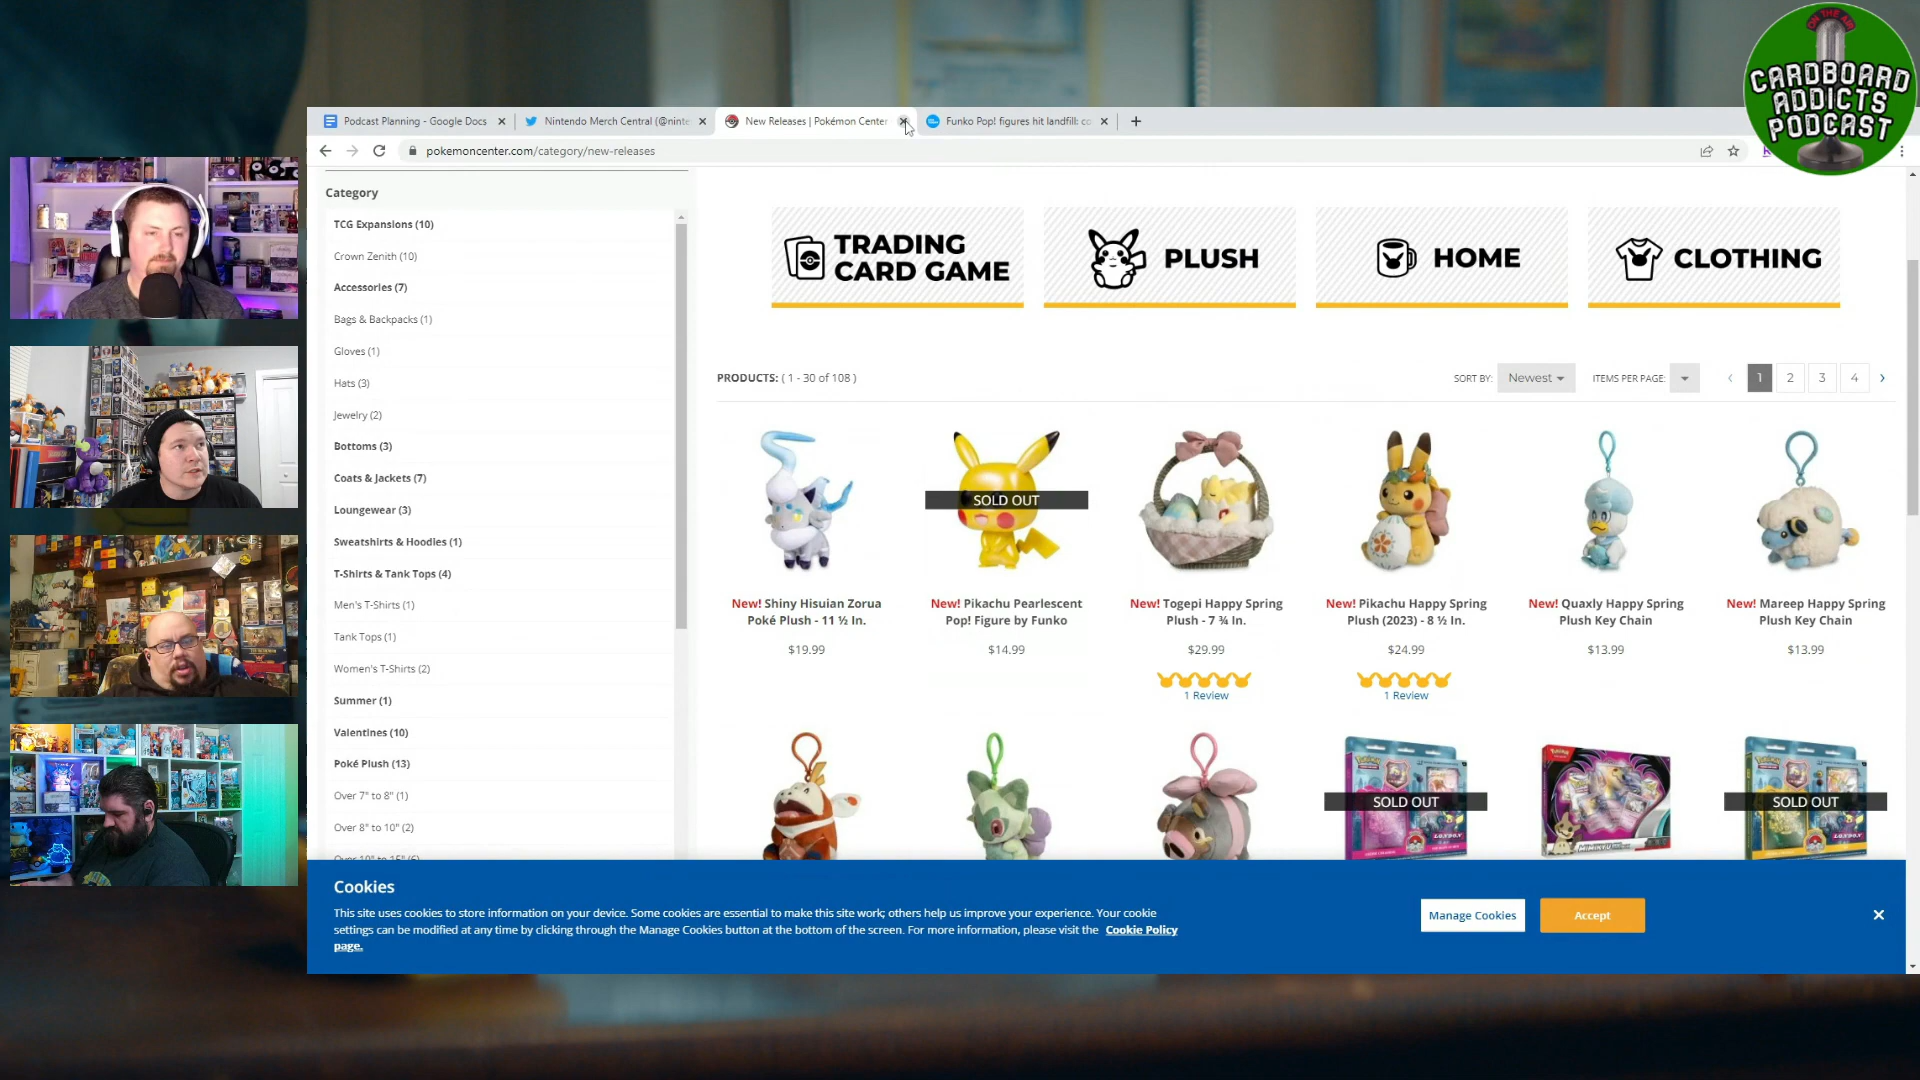 ON THE AIR
CARDBOARD
ADDICTS
PODCAST
Podcast Planning - Google Docs
Nintendo Merch Central (@ninte
New Releases | Pokémon Center
Funko Pop! figures hit landfill: co
pokemoncenter.com/category/new-releases
Category
TCG Expansions (10)
Crown Zenith (10)
Accessories (7)
Bags & Backpacks (1)
Gloves (1)
Hats (3)
Jewelry (2)
Bottoms (3)
Coats & Jackets (7)
Loungewear (3)
Sweatshirts & Hoodies (1)
T-Shirts & Tank Tops (4)
Men's T-Shirts (1)
Tank Tops (1)
Women's T-Shirts (2)
Summer (1)
Valentines (10)
Poké Plush (13)
Over 7" to 8" (1)
Over 8" to 10" (2)
TRADING
CARD GAME
PLUSH
HOME
CLOTHING
PRODUCTS: ( 1 - 30 of 108 )
SORT BY: Newest
ITEMS PER PAGE:
1 2 3 4
SOLD OUT
New! Shiny Hisuian Zorua
Poké Plush - 11 ½ In.
$19.99
New! Pikachu Pearlescent
Pop! Figure by Funko
$14.99
New! Togepi Happy Spring
Plush - 7 ¾ In.
$29.99
1 Review
New! Pikachu Happy Spring
Plush (2023) - 8 ½ In.
$24.99
1 Review
New! Quaxly Happy Spring
Plush Key Chain
$13.99
New! Mareep Happy Spring
Plush Key Chain
$13.99
SOLD OUT
SOLD OUT
Cookies
This site uses cookies to store information on your device. Some cookies are essential to make this site work; others help us improve your experience. Your cookie
settings can be modified at any time by clicking through the Manage Cookies button at the bottom of the screen. For more information, please visit the Cookie Policy
page.
Manage Cookies
Accept